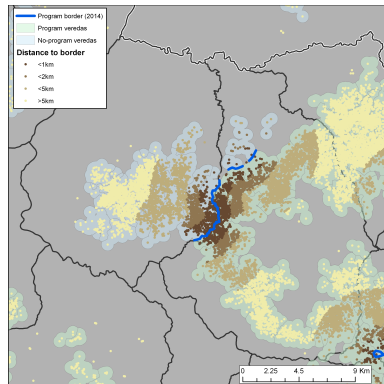 Program border (2014)
Program veredas
No-program veredas
Distance to border
<1km
<2km
<5km
>5km
0 2.25 4.5 9 Km